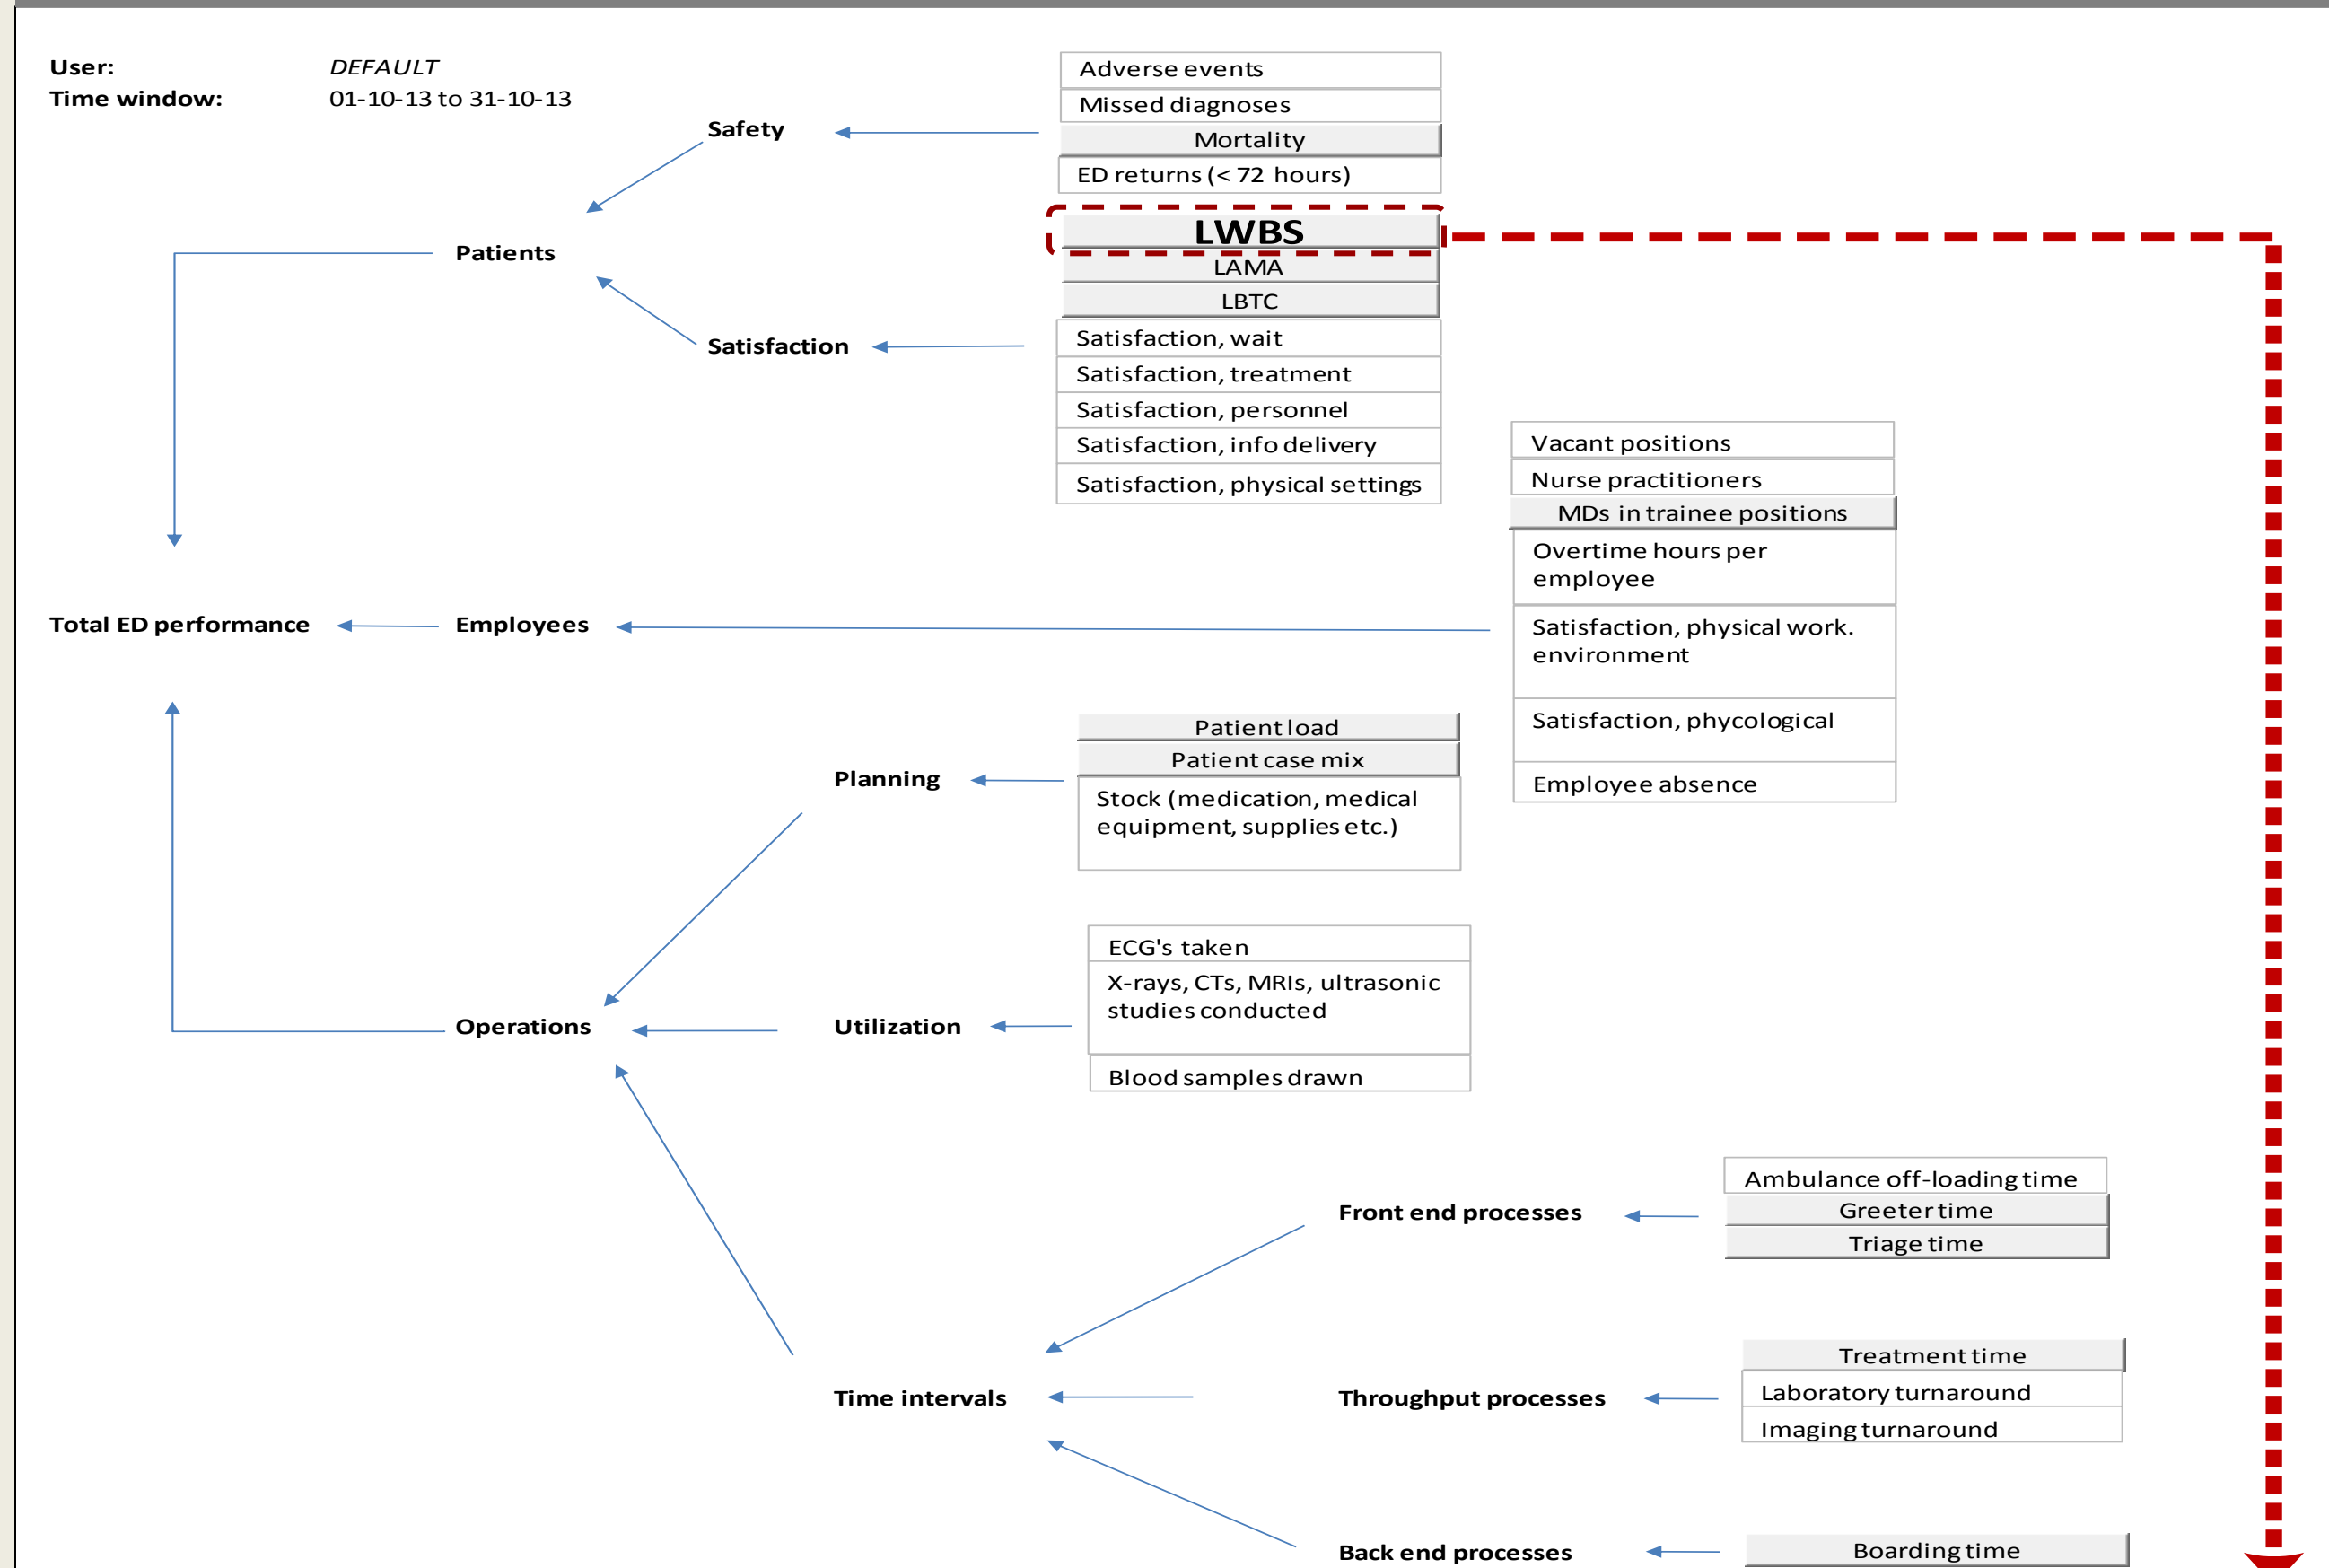 User: DEFAULT
Time window: 01-10-13 to 31-10-13
Safety
Adverse events
Missed diagnoses
Mortality
ED returns (< 72 hours)
Patients
LWBS
LAMA
LBTC
Satisfaction
Satisfaction, wait
Satisfaction, treatment
Satisfaction, personnel
Satisfaction, info delivery
Satisfaction, physical settings
Total ED performance
Employees
Vacant positions
Nurse practitioners
MDs in trainee positions
Overtime hours per
employee
Satisfaction, physical work.
environment
Satisfaction, phycological
Employee absence
Planning
Patient load
Patient case mix
Stock (medication, medical
equipment, supplies etc.)
Operations
Utilization
ECG's taken
X-rays, CTs, MRIs, ultrasonic
studies conducted
Blood samples drawn
Front end processes
Ambulance off-loading time
Greeter time
Triage time
Time intervals
Throughput processes
Treatment time
Laboratory turnaround
Imaging turnaround
Back end processes
Boarding time